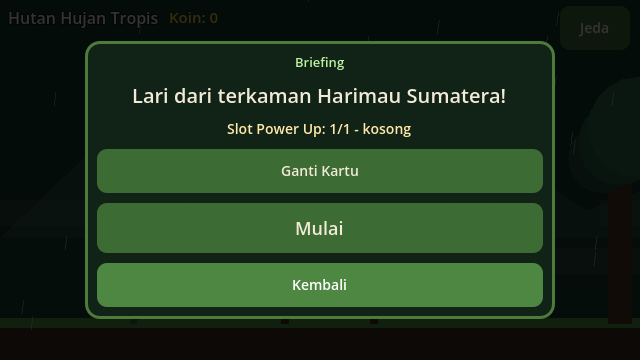 Hutan Hujan Tropis Koin: 0
Jeda
Briefing
Lari dari terkaman Harimau Sumatera!
Slot Power Up: 1/1 - kosong
Ganti Kartu
Mulai
Kembali